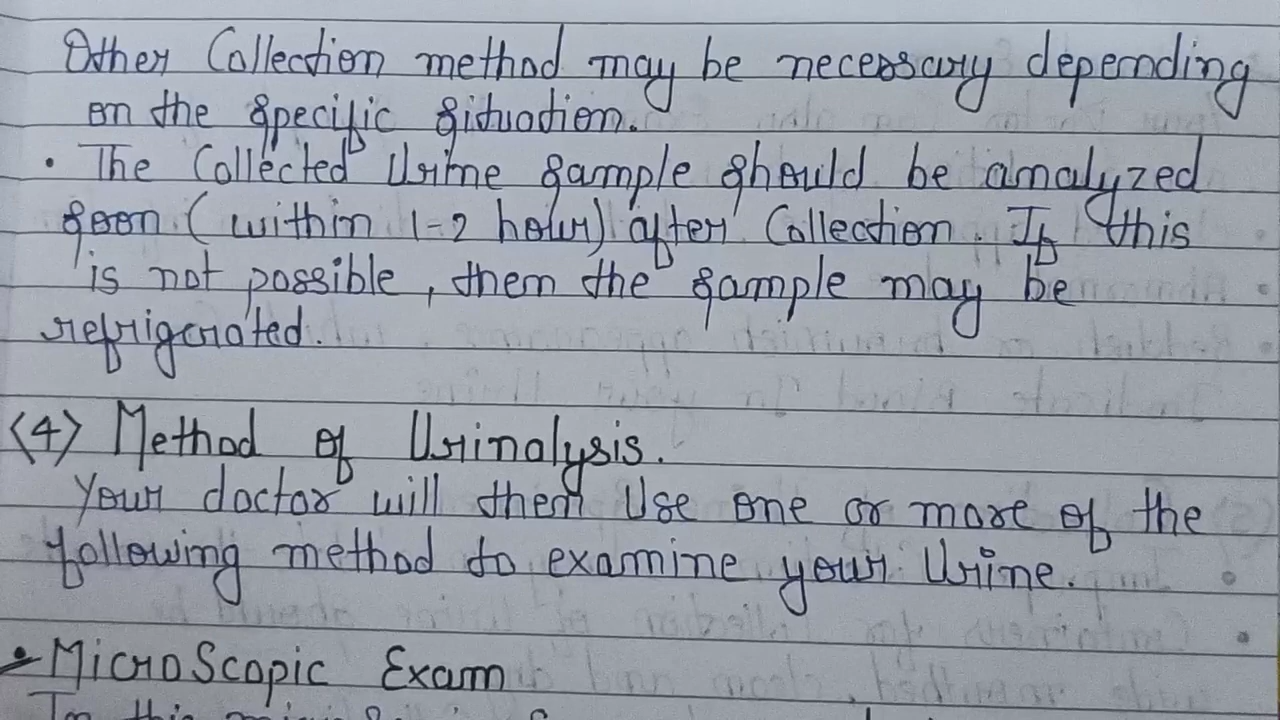 Other Collection method may be necessary depending
on the specific situation.
• The Collected Urine sample should be analyzed
soon (within 1-2 hour) after Collection. If this
is not possible, then the sample may be
refrigerated.
(4) Method of Urinalysis.
Your doctor will then Use one or more of the
following method to examine your Urine.
• MicroScopic Exam
In this